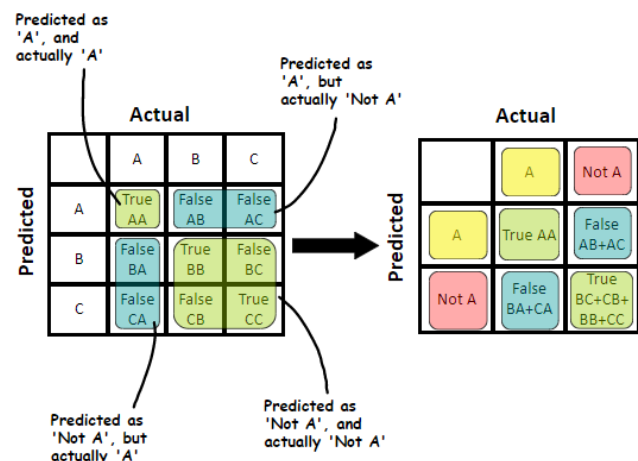 Predicted as
'A', and
actually 'A'
Predicted as
'A', but
actually 'Not A'
Actual
A B C
Predicted
A
True
AA
False
AB
False
AC
B
False
BA
True
BB
False
BC
C
False
CA
False
CB
True
CC
Predicted as
'Not A', but
actually 'A'
Predicted as
'Not A', and
actually 'Not A'
Actual
A Not A
Predicted
A
True AA
False
AB+AC
Not A
False
BA+CA
True
BC+CB+
BB+CC